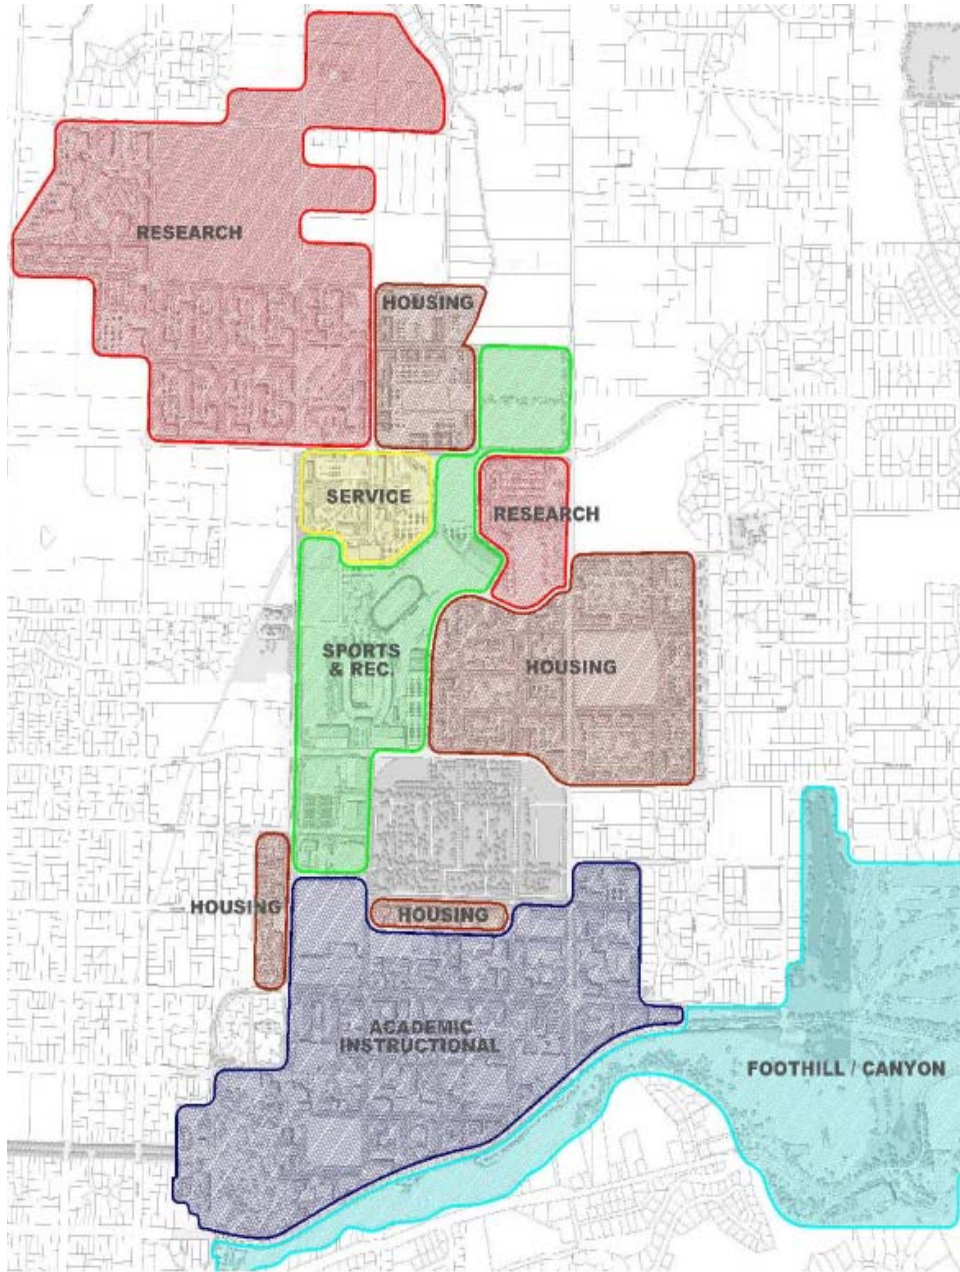 RESEARCH
HOUSING
SERVICE
RESEARCH
SPORTS
& REC.
HOUSING
HOUSING
HOUSING
ACADEMIC
INSTRUCTIONAL
FOOTHILL / CANYON